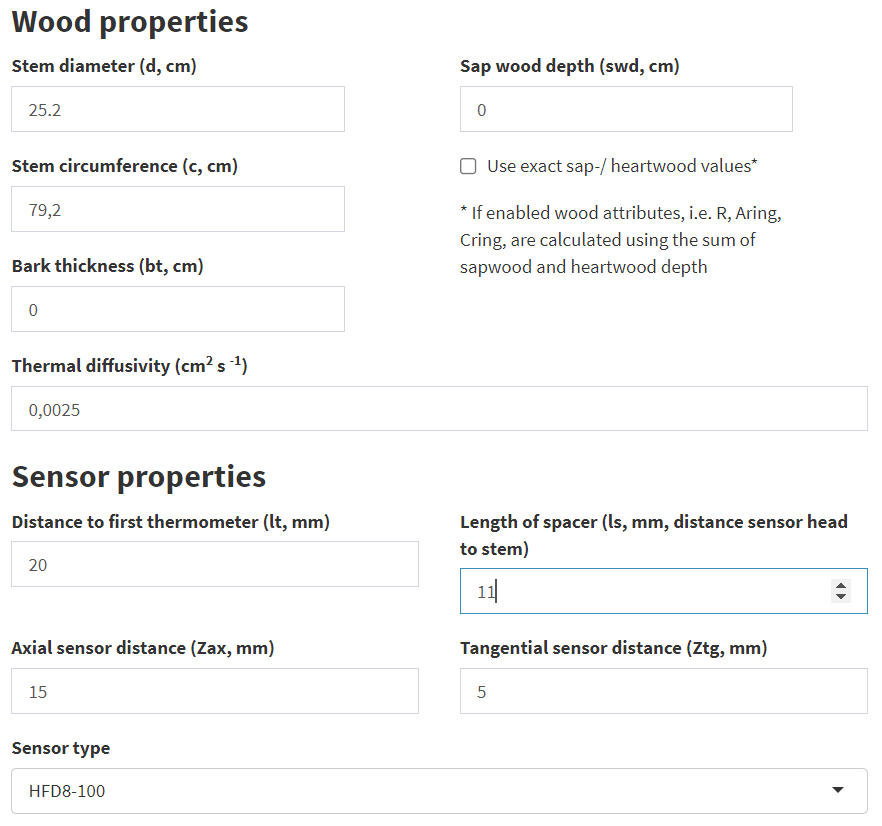 Wood properties
Stem diameter (d, cm)
25.2
Sap wood depth (swd, cm)
0
Stem circumference (c, cm)
79,2
Use exact sap-/ heartwood values*
* If enabled wood attributes, i.e. R, Aring,
Cring, are calculated using the sum of
sapwood and heartwood depth
Bark thickness (bt, cm)
0
Thermal diffusivity (cm² s ⁻¹)
0,0025
Sensor properties
Distance to first thermometer (lt, mm)
20
Length of spacer (ls, mm, distance sensor head
to stem)
11
Axial sensor distance (Zax, mm)
15
Tangential sensor distance (Ztg, mm)
5
Sensor type
HFD8-100